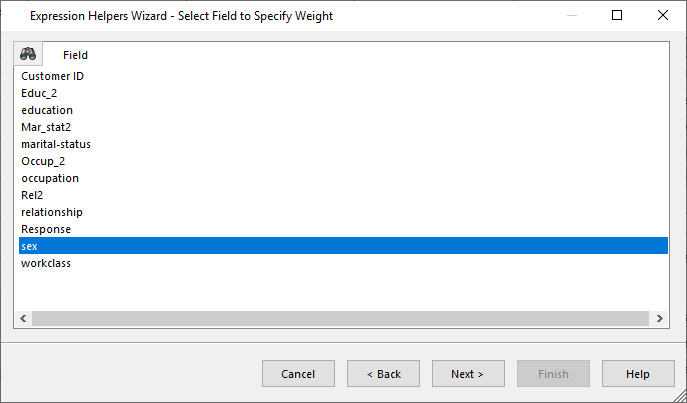 Expression Helpers Wizard - Select Field to Specify Weight
Field
Customer ID
Educ_2
education
Mar_stat2
marital-status
Occup_2
occupation
Rel2
relationship
Response
sex
workclass
Cancel
< Back
Next >
Finish
Help